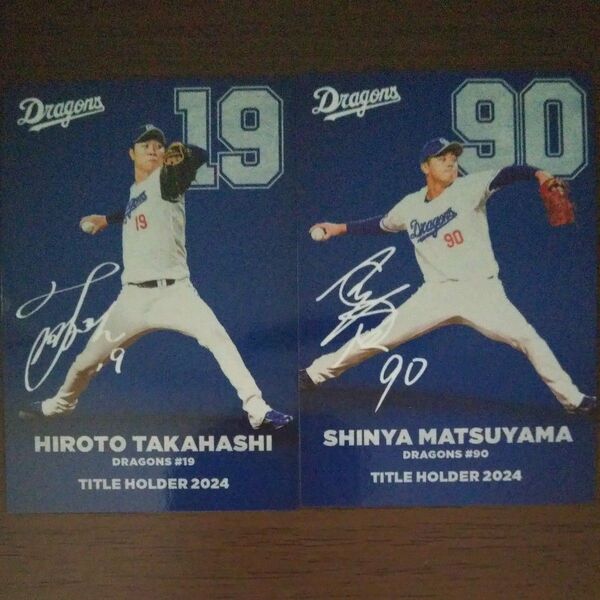 Dragons
19
19
19
HIROTO TAKAHASHI
DRAGONS #19
TITLE HOLDER 2024
Dragons
90
Dragons
90
90
SHINYA MATSUYAMA
DRAGONS #90
TITLE HOLDER 2024